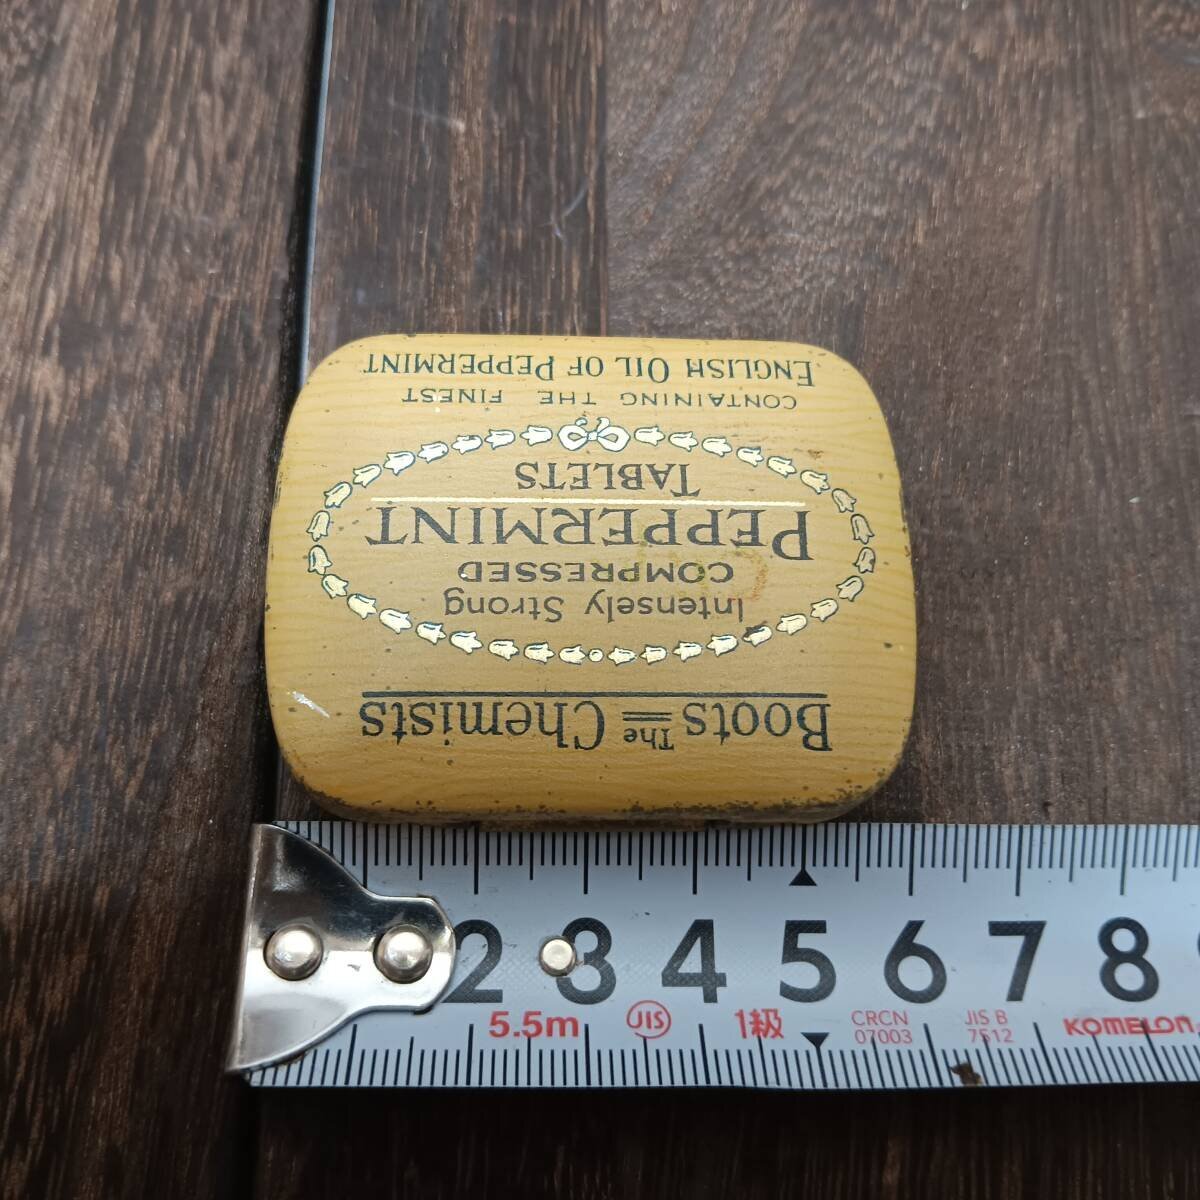 Boots The Chemists
Intensely Strong
COMPRESSED
PEPPERMINT
TABLETS
CONTAINING THE FINEST
ENGLISH OIL OF PEPPERMINT
2 3 4 5 6 7 8
5.5m JIS 1級 CRCN 07003 JIS B 7512 KOMELON